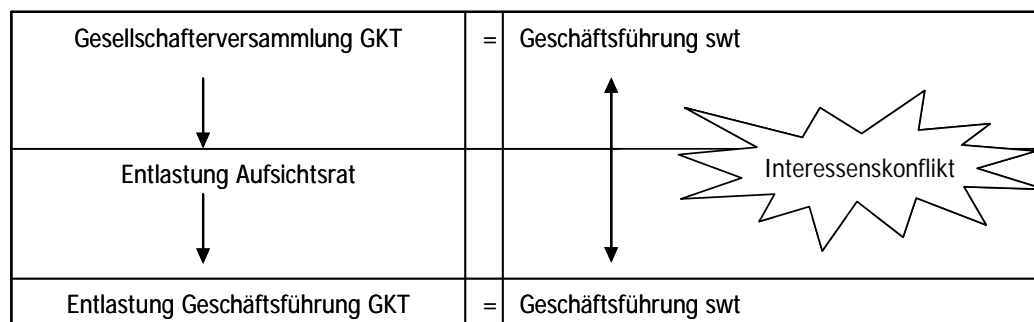 Gesellschafterversammlung GKT = Geschäftsführung swt
Entlastung Aufsichtsrat
Interessenskonflikt
Entlastung Geschäftsführung GKT = Geschäftsführung swt